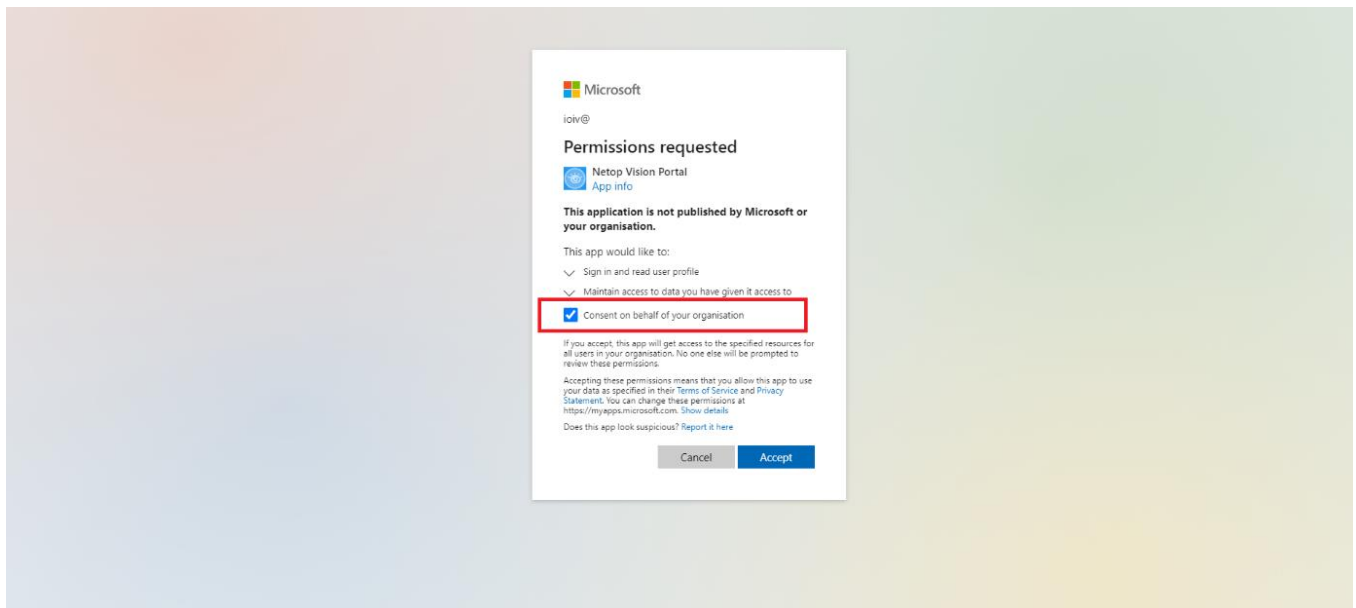 Microsoft
ioiv@
Permissions requested
Netop Vision Portal
App info
This application is not published by Microsoft or
your organisation.
This app would like to:
Sign in and read user profile
Maintain access to data you have given it access to
Consent on behalf of your organisation
If you accept, this app will get access to the specified resources for
all users in your organisation. No one else will be prompted to
review these permissions.
Accepting these permissions means that you allow this app to use
your data as specified in their Terms of Service and Privacy
Statement. You can change these permissions at
https://myapps.microsoft.com. Show details
Does this app look suspicious? Report it here
Cancel Accept